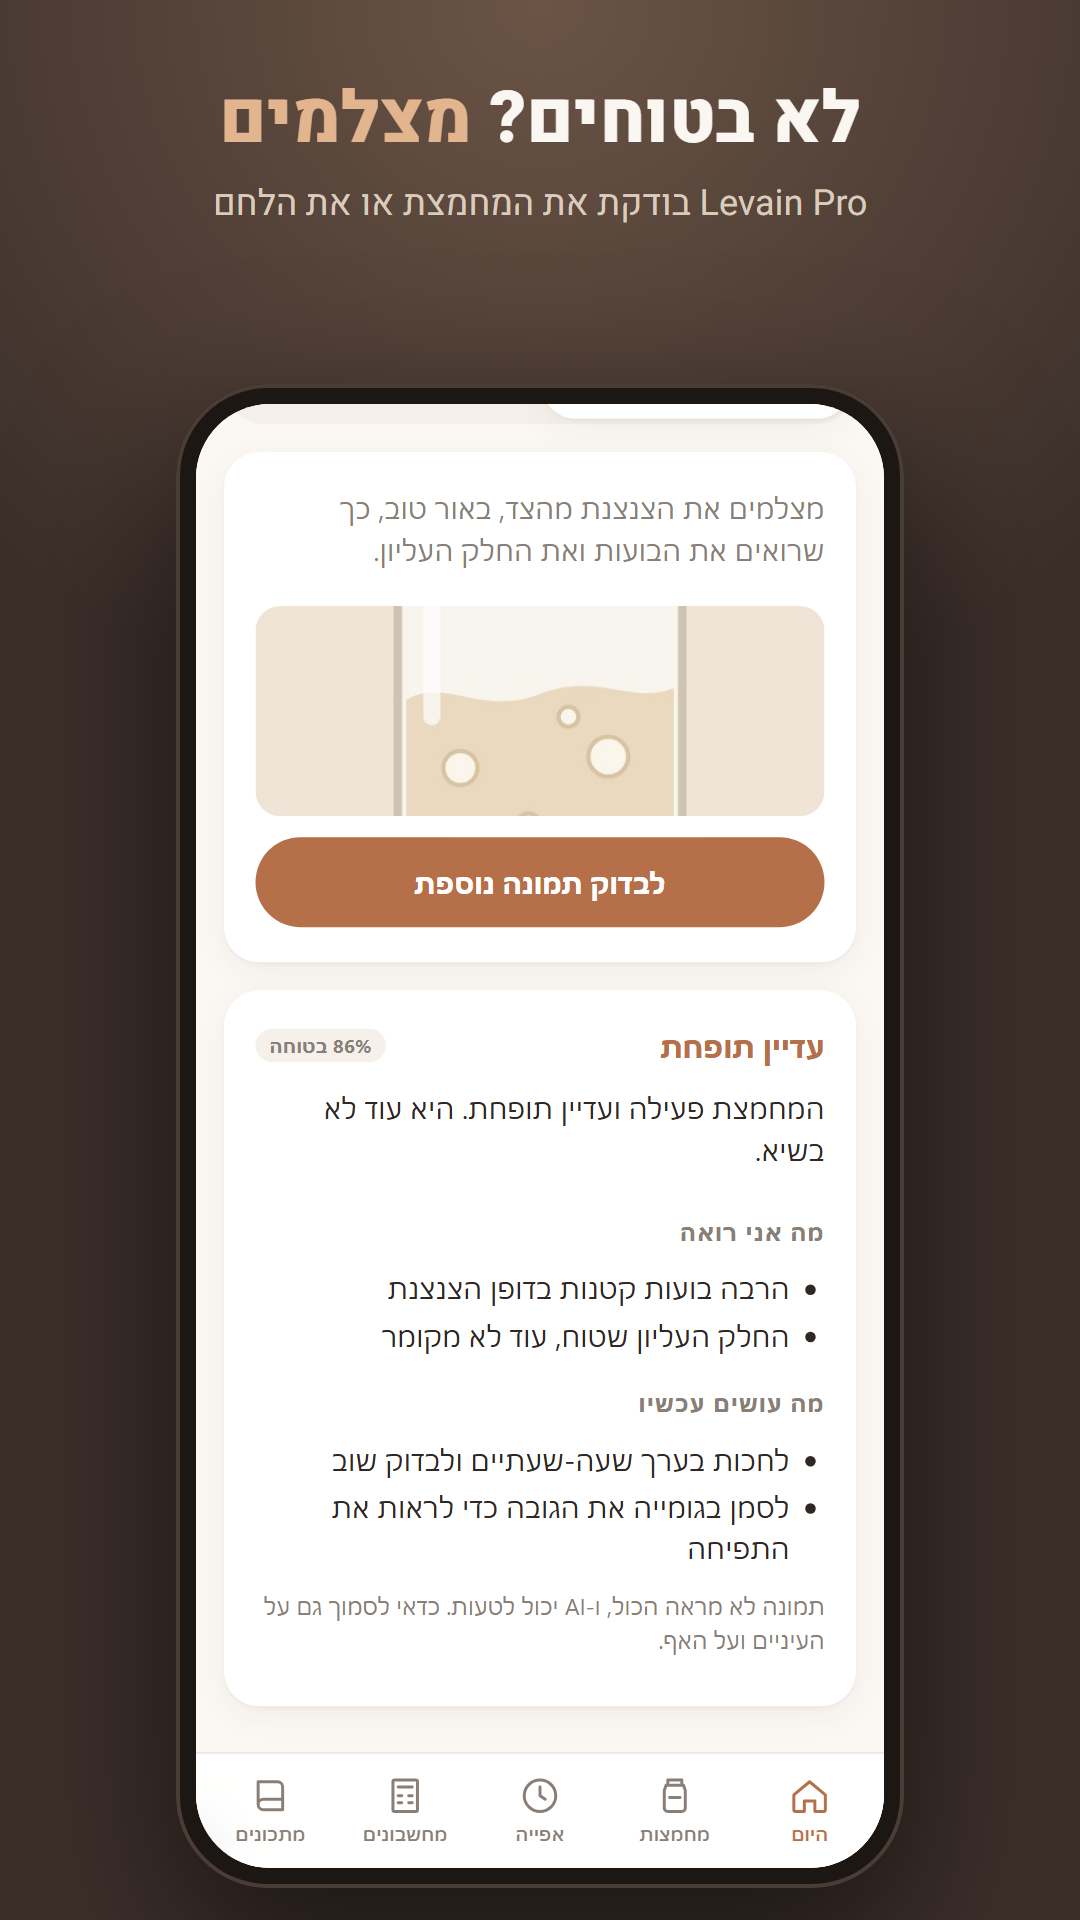 לא בטוחים? מצלמים
Levain Pro בודקת את המחמצת או את הלחם
מצלמים את הצנצנת מהצד, באור טוב, כך
שרואים את הבועות ואת החלק העליון.
לבדוק תמונה נוספת
עדיין תופחת
86% בטוחה
המחמצת פעילה ועדיין תופחת. היא עוד לא
בשיא.
מה אני רואה
• הרבה בועות קטנות בדופן הצנצנת
• החלק העליון שטוח, עוד לא מקומר
מה עושים עכשיו
• לחכות בערך שעה-שעתיים ולבדוק שוב
• לסמן בגומייה את הגובה כדי לראות את
התפיחה
תמונה לא מראה הכול, ו-AI יכול לטעות. כדאי לסמוך גם על
העיניים ועל האף.
היום
מחמצות
אפייה
מחשבונים
מתכונים